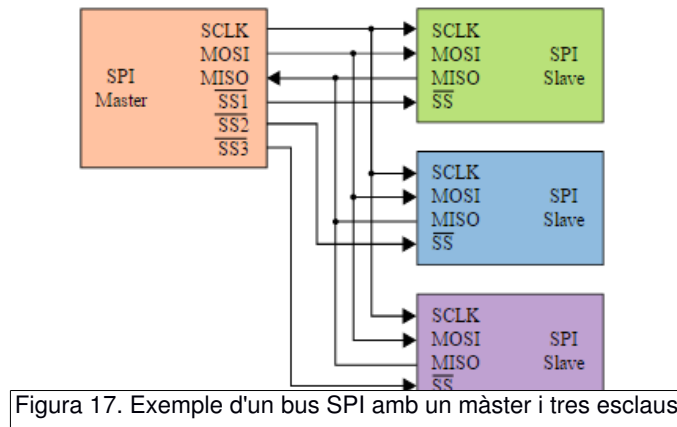 SCLK
MOSI
MISO
SS1
SS2
SS3
SPI
Master
SCLK
MOSI
MISO
SS
SPI
Slave
SCLK
MOSI
MISO
SS
SPI
Slave
SCLK
MOSI
MISO
SS
SPI
Slave
Figura 17. Exemple d'un bus SPI amb un màster i tres esclaus